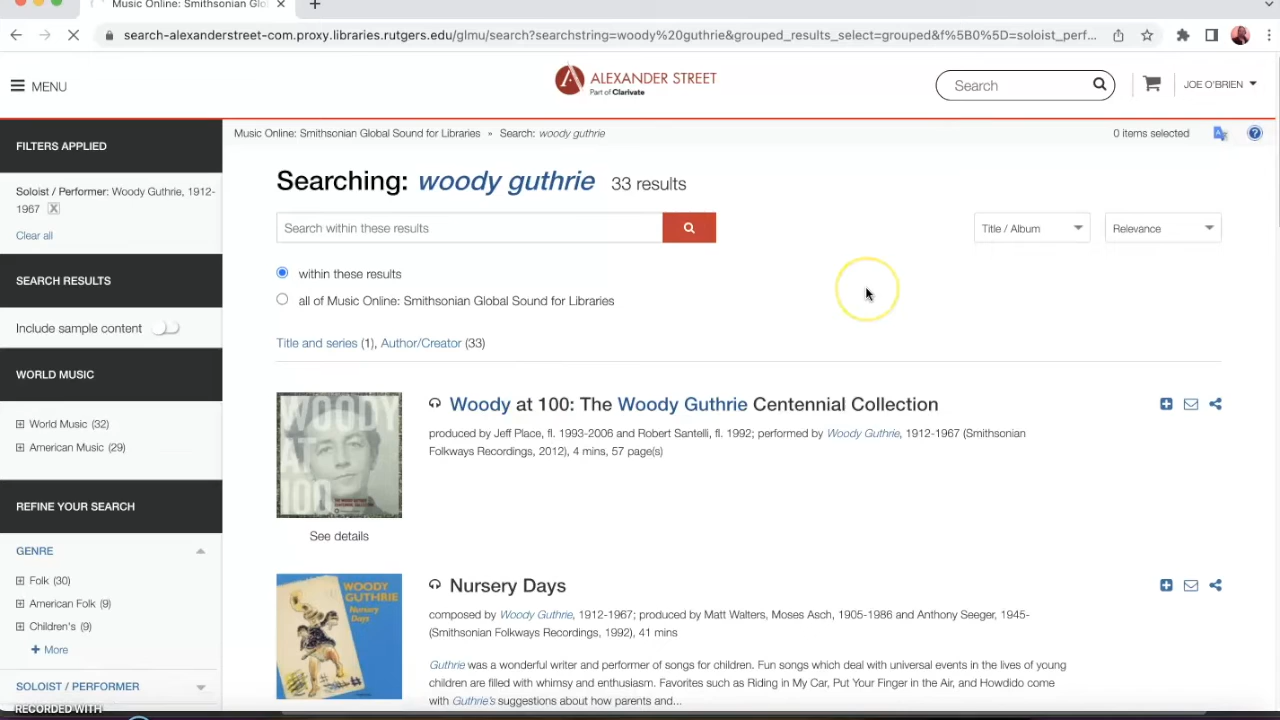 Music Online: Smithsonian Glo
search-alexanderstreet-com.proxy.libraries.rutgers.edu/glmu/search?searchstring=woody%20guthrie&grouped_results_select=grouped&f%5B0%5D=soloist_perf...
MENU
ALEXANDER STREET
Part of Clarivate
Search
JOE O'BRIEN
FILTERS APPLIED
Soloist / Performer: Woody Guthrie, 1912-
1967 X
Clear all
SEARCH RESULTS
Include sample content
WORLD MUSIC
World Music (32)
American Music (29)
REFINE YOUR SEARCH
GENRE
Folk (30)
American Folk (9)
Children's (9)
+ More
SOLOIST / PERFORMER
RECORDED WITH
Music Online: Smithsonian Global Sound for Libraries » Search: woody guthrie
0 items selected
Searching: woody guthrie 33 results
Search within these results
Title / Album
Relevance
within these results
all of Music Online: Smithsonian Global Sound for Libraries
Title and series (1), Author/Creator (33)
WOODY
AT
100
Woody at 100: The Woody Guthrie Centennial Collection
produced by Jeff Place, fl. 1993-2006 and Robert Santelli, fl. 1992; performed by Woody Guthrie, 1912-1967 (Smithsonian
Folkways Recordings, 2012), 4 mins, 57 page(s)
See details
WOODY
GUTHRIE
Nursery
Days
Nursery Days
composed by Woody Guthrie, 1912-1967; produced by Matt Walters, Moses Asch, 1905-1986 and Anthony Seeger, 1945-
(Smithsonian Folkways Recordings, 1992), 41 mins
Guthrie was a wonderful writer and performer of songs for children. Fun songs which deal with universal events in the lives of young
children are filled with whimsy and enthusiasm. Favorites such as Riding in My Car, Put Your Finger in the Air, and Howdido come
with Guthrie's suggestions about how parents and...